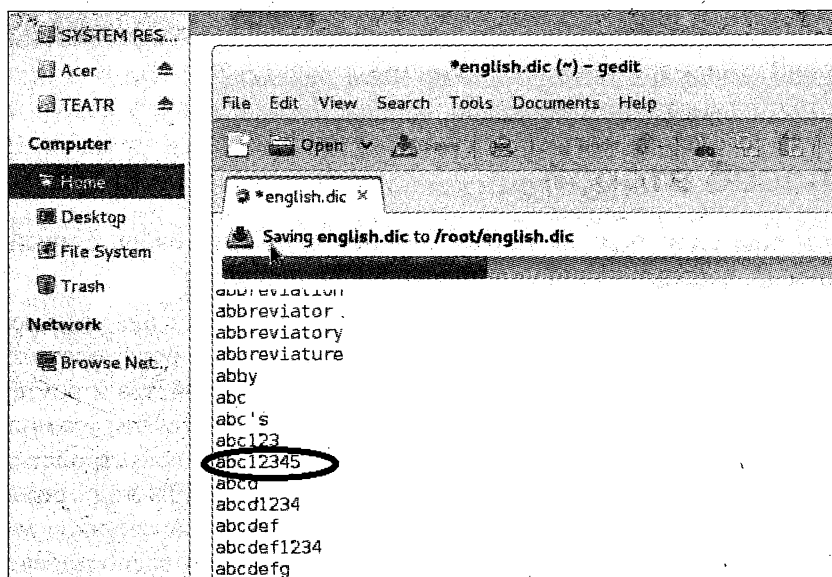 SYSTEM RES...
Acer
TEATR
Computer
Home
Desktop
File System
Trash
Network
Browse Net...
*english.dic (~) – gedit
File Edit View Search Tools Documents Help
Open
*english.dic ×
Saving english.dic to /root/english.dic
abbreviation
abbreviator
abbreviatory
abbreviature
abby
abc
abc's
abc123
abc12345
abcd
abcd1234
abcdef
abcdef1234
abcdefg